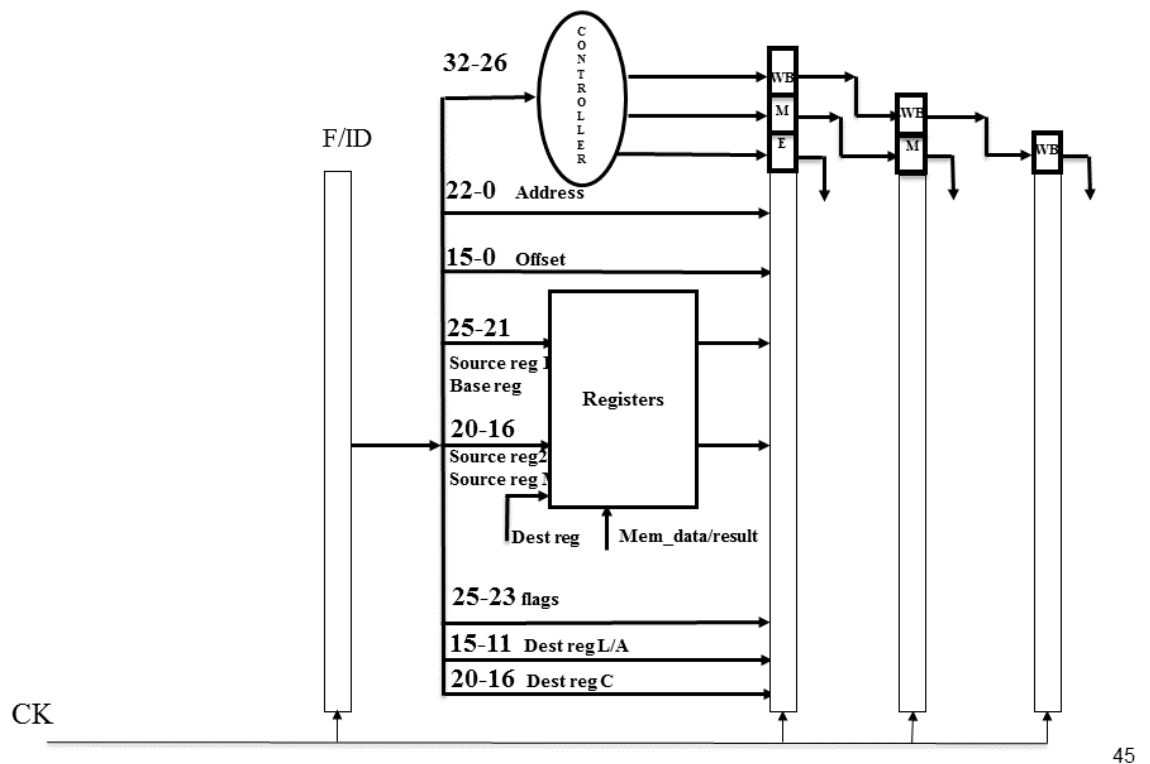 32-26
CONTROLLER
WB
M
E
WB
M
WB
F/ID
22-0 Address
15-0 Offset
25-21
Source reg
Base reg
Registers
20-16
Source reg2
Source reg
Dest reg
Mem_data/result
25-23 flags
15-11 Dest reg L/A
20-16 Dest reg C
CK
45